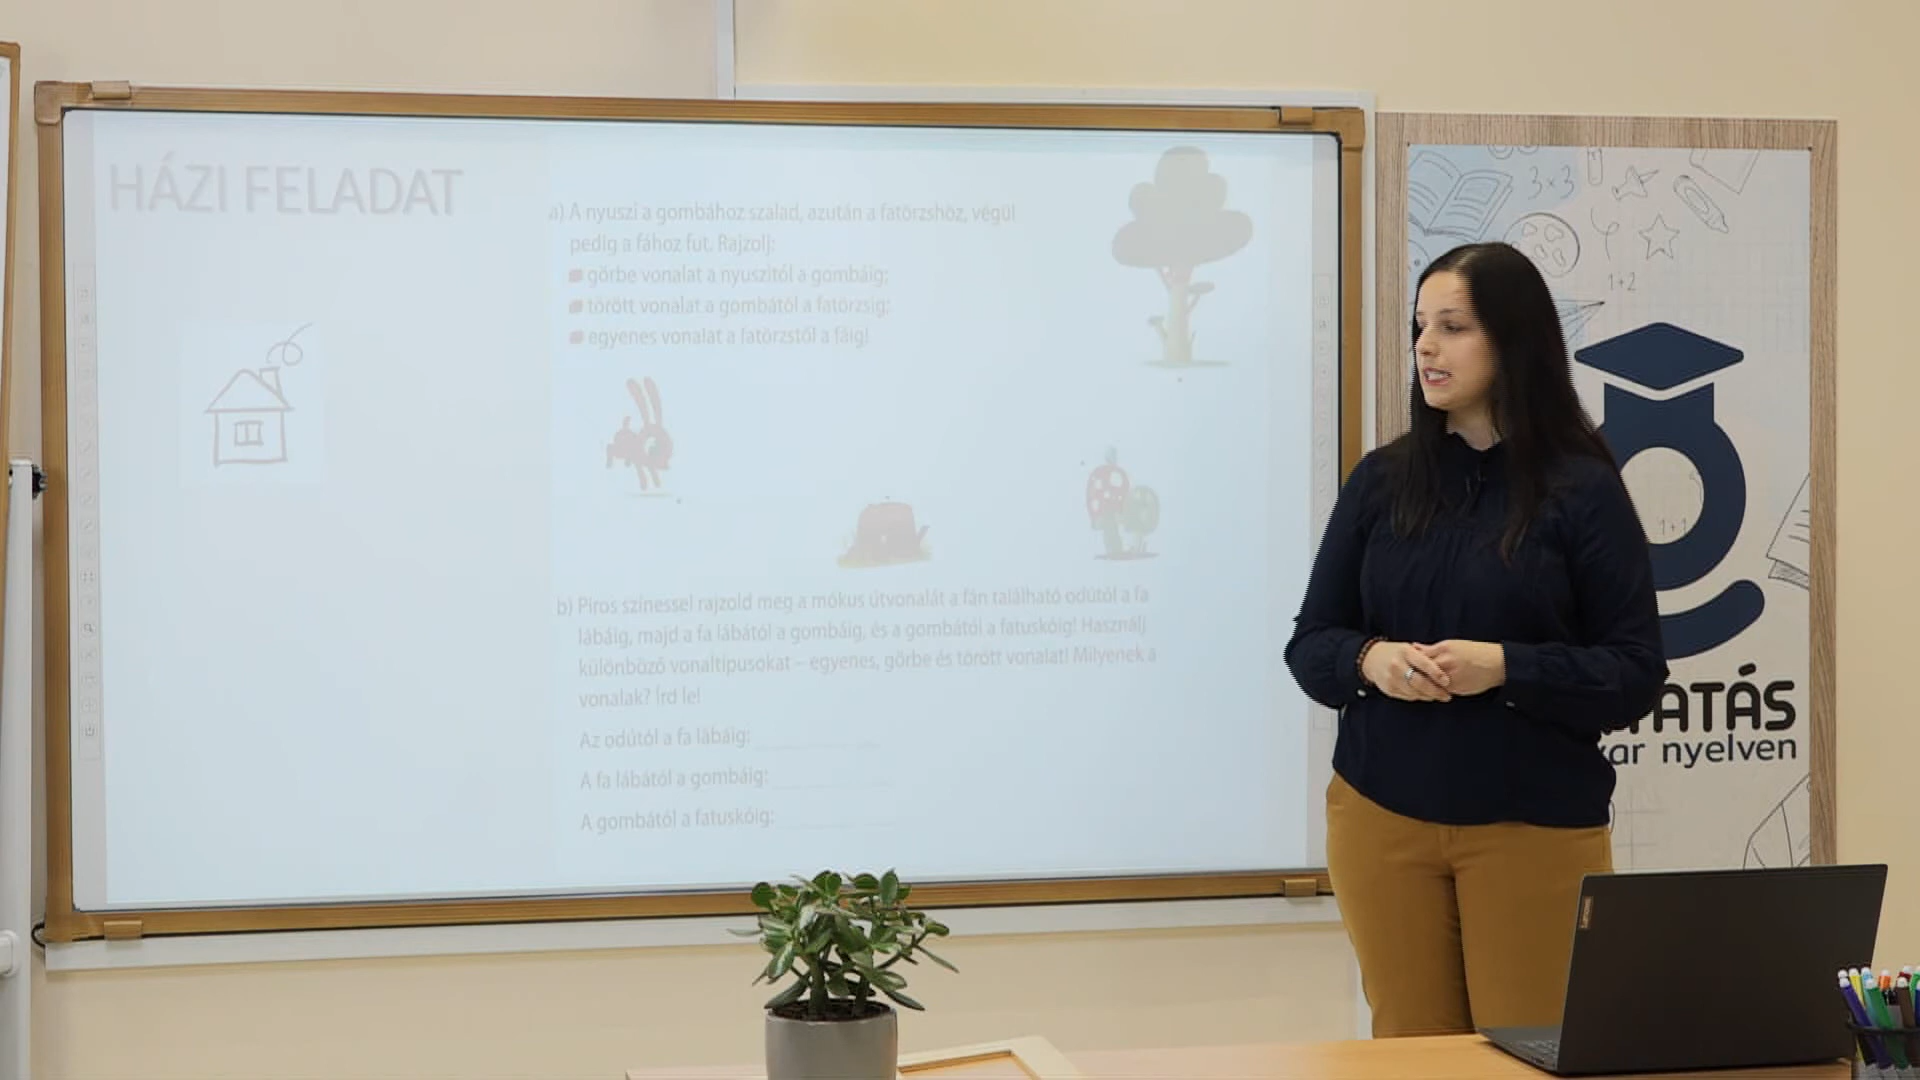 HÁZI FELADAT
a) A nyuszi a gombához szalad, azután a fatörzshöz, végül
pedig a fához fut. Rajzolj:
görbe vonalat a nyuszitól a gombáig;
törött vonalat a gombától a fatörzsig;
egyenes vonalat a fatörzstől a fáig!
b) Piros színessel rajzold meg a mókus útvonalát a fán található odútól a fa
lábáig, majd a fa lábától a gombáig, és a gombától a fatuskóig! Használj
különböző vonaltípusokat – egyenes, görbe és törött vonalat! Milyenek a
vonalak? Írd le!
Az odútól a fa lábáig:
A fa lábától a gombáig:
A gombától a fatuskóig:
3×3
1+2
1+1
TATÁS
ar nyelven
Lenovo